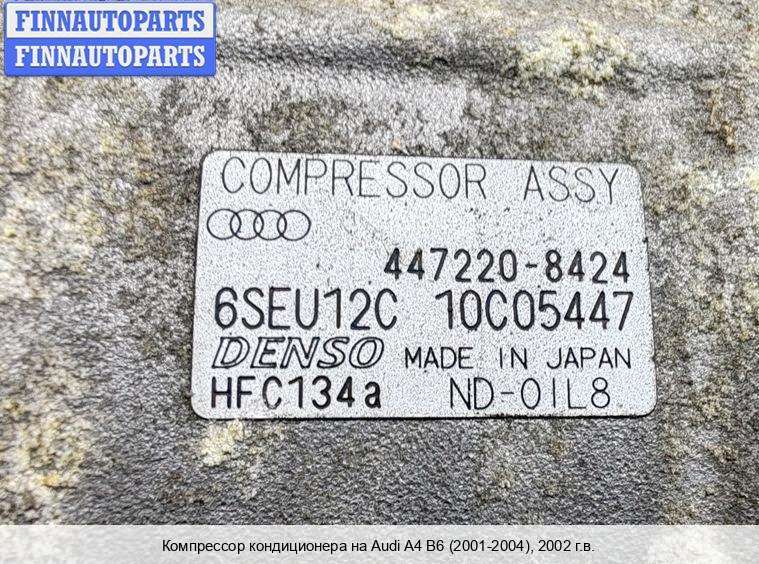 FINNAUTOPARTS
FINNAUTOPARTS
COMPRESSOR ASSY
447220-8424
6SEU12C 10C05447
DENSO MADE IN JAPAN
HFC134a ND-OIL8
Компрессор кондиционера на Audi A4 B6 (2001-2004), 2002 г.в.